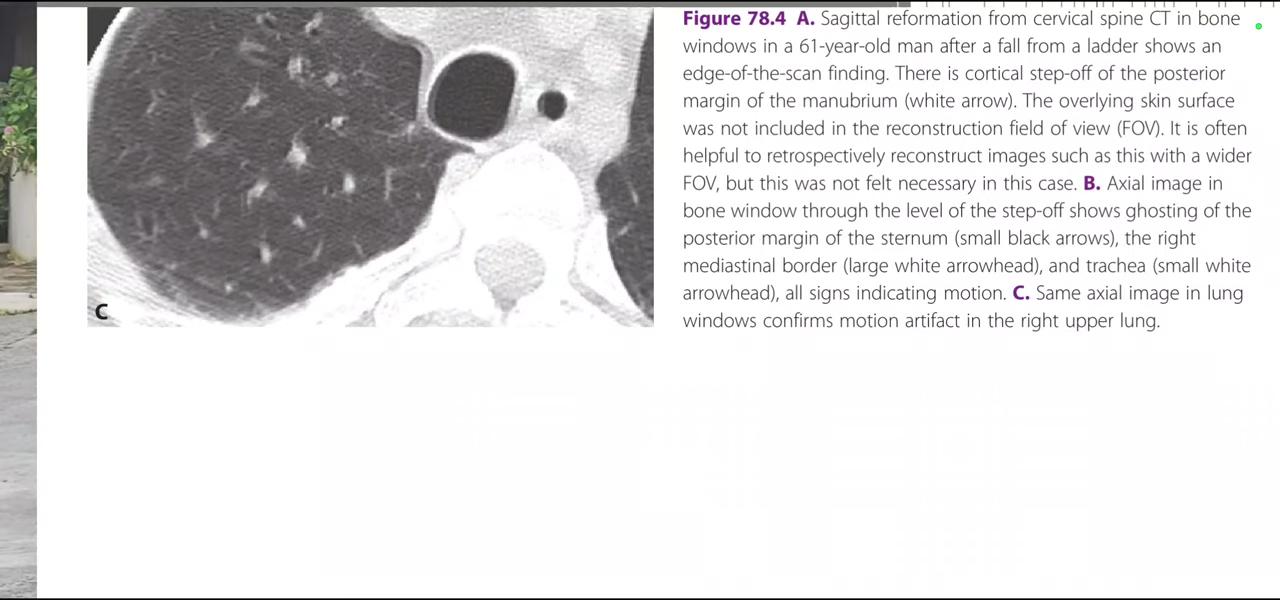 Figure 78.4 A. Sagittal reformation from cervical spine CT in bone
windows in a 61-year-old man after a fall from a ladder shows an
edge-of-the-scan finding. There is cortical step-off of the posterior
margin of the manubrium (white arrow). The overlying skin surface
was not included in the reconstruction field of view (FOV). It is often
helpful to retrospectively reconstruct images such as this with a wider
FOV, but this was not felt necessary in this case. B. Axial image in
bone window through the level of the step-off shows ghosting of the
posterior margin of the sternum (small black arrows), the right
mediastinal border (large white arrowhead), and trachea (small white
arrowhead), all signs indicating motion. C. Same axial image in lung
windows confirms motion artifact in the right upper lung.
C